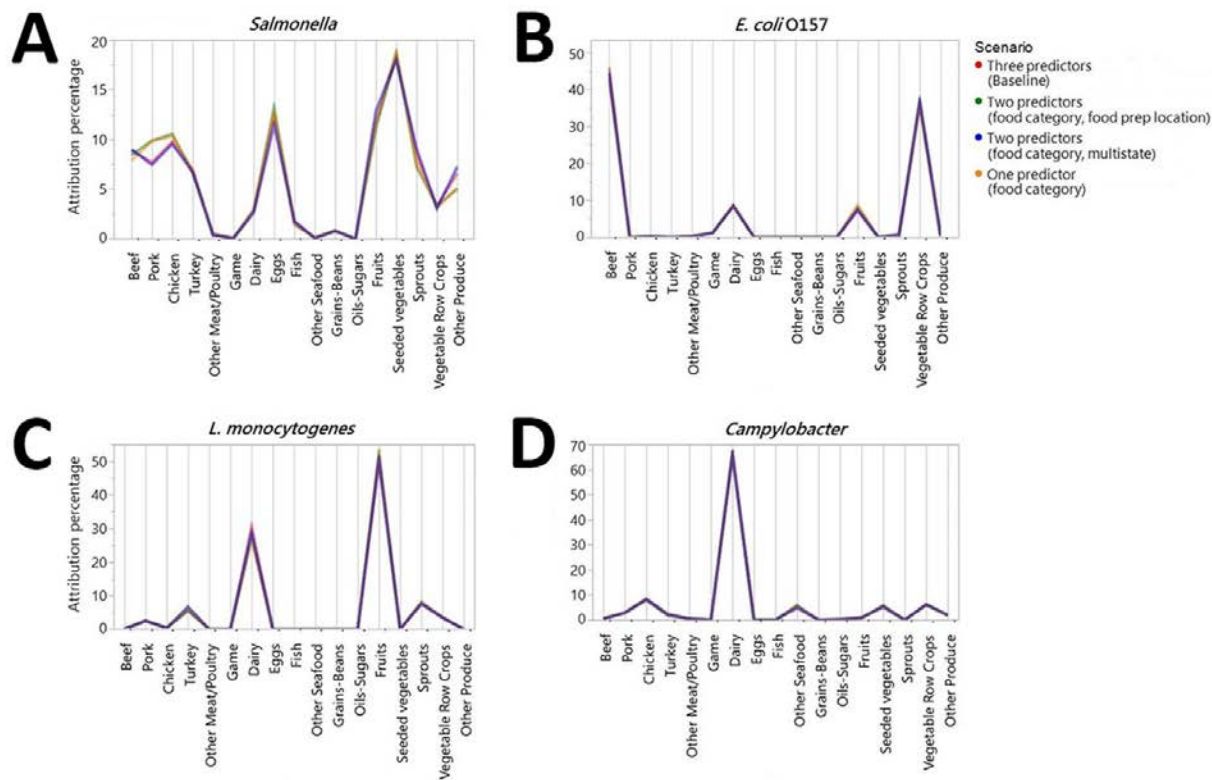 A
Salmonella
Attribution percentage
20
15
10
5
0
Beef
Pork
Chicken
Turkey
Other Meat/Poultry
Game
Dairy
Eggs
Fish
Other Seafood
Grains-Beans
Oils-Sugars
Fruits
Seeded vegetables
Sprouts
Vegetable Row Crops
Other Produce
B
E. coli O157
50
40
30
20
10
0
Beef
Pork
Chicken
Turkey
Other Meat/Poultry
Game
Dairy
Eggs
Fish
Other Seafood
Grains-Beans
Oils-Sugars
Fruits
Seeded vegetables
Sprouts
Vegetable Row Crops
Other Produce
Scenario
Three predictors
(Baseline)
Two predictors
(food category, food prep location)
Two predictors
(food category, multistate)
One predictor
(food category)
C
L. monocytogenes
Attribution percentage
50
40
30
20
10
0
Beef
Pork
Chicken
Turkey
Other Meat/Poultry
Game
Dairy
Eggs
Fish
Other Seafood
Grains-Beans
Oils-Sugars
Fruits
Seeded vegetables
Sprouts
Vegetable Row Crops
Other Produce
D
Campylobacter
70
60
50
40
30
20
10
0
Beef
Pork
Chicken
Turkey
Other Meat/Poultry
Game
Dairy
Eggs
Fish
Other Seafood
Grains-Beans
Oils-Sugars
Fruits
Seeded vegetables
Sprouts
Vegetable Row Crops
Other Produce